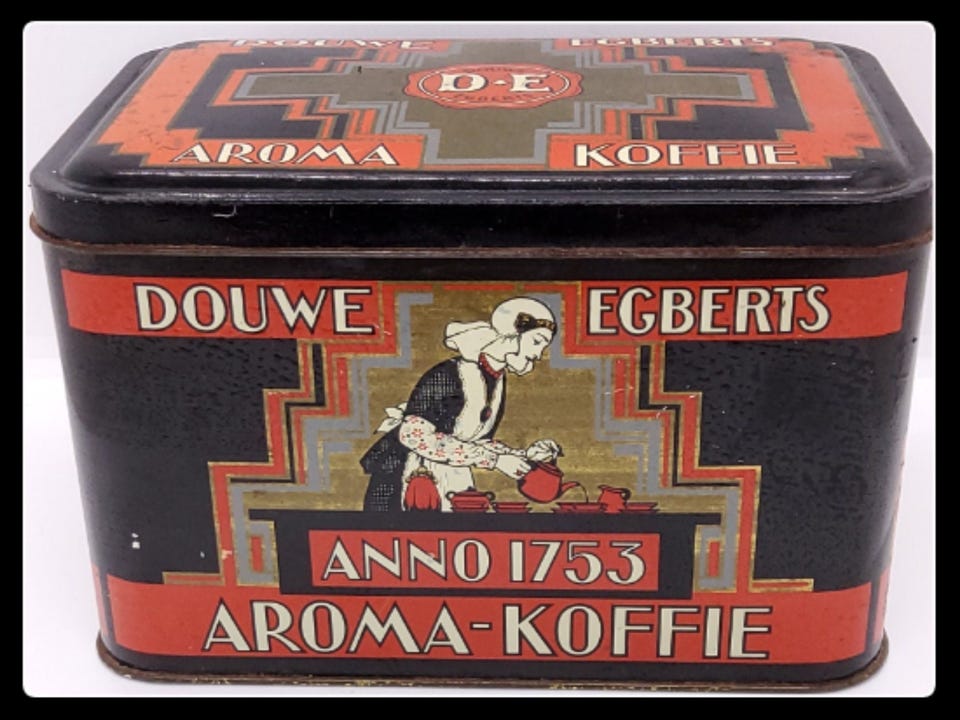 DOUWE EGBERTS
D·E
AROMA KOFFIE
DOUWE EGBERTS
ANNO 1753
AROMA-KOFFIE